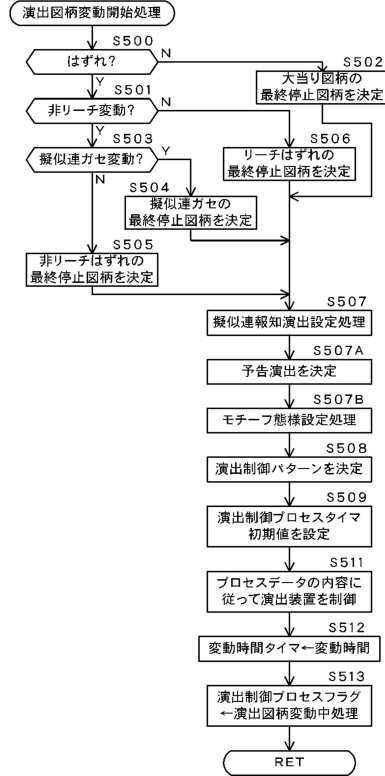 演出図柄変動開始処理
S500
はずれ?
N
S502
大当り図柄の
最終停止図柄を決定
Y
S501
非リーチ変動?
N
S506
リーチはずれの
最終停止図柄を決定
Y
S503
擬似連ガセ変動?
Y
S504
擬似連ガセの
最終停止図柄を決定
N
S505
非リーチはずれの
最終停止図柄を決定
S507
擬似連報知演出設定処理
S507A
予告演出を決定
S507B
モチーフ態様設定処理
S508
演出制御パターンを決定
S509
演出制御プロセスタイマ
初期値を設定
S511
プロセスデータの内容に
従って演出装置を制御
S512
変動時間タイマ←変動時間
S513
演出制御プロセスフラグ
←演出図柄変動中処理
RET